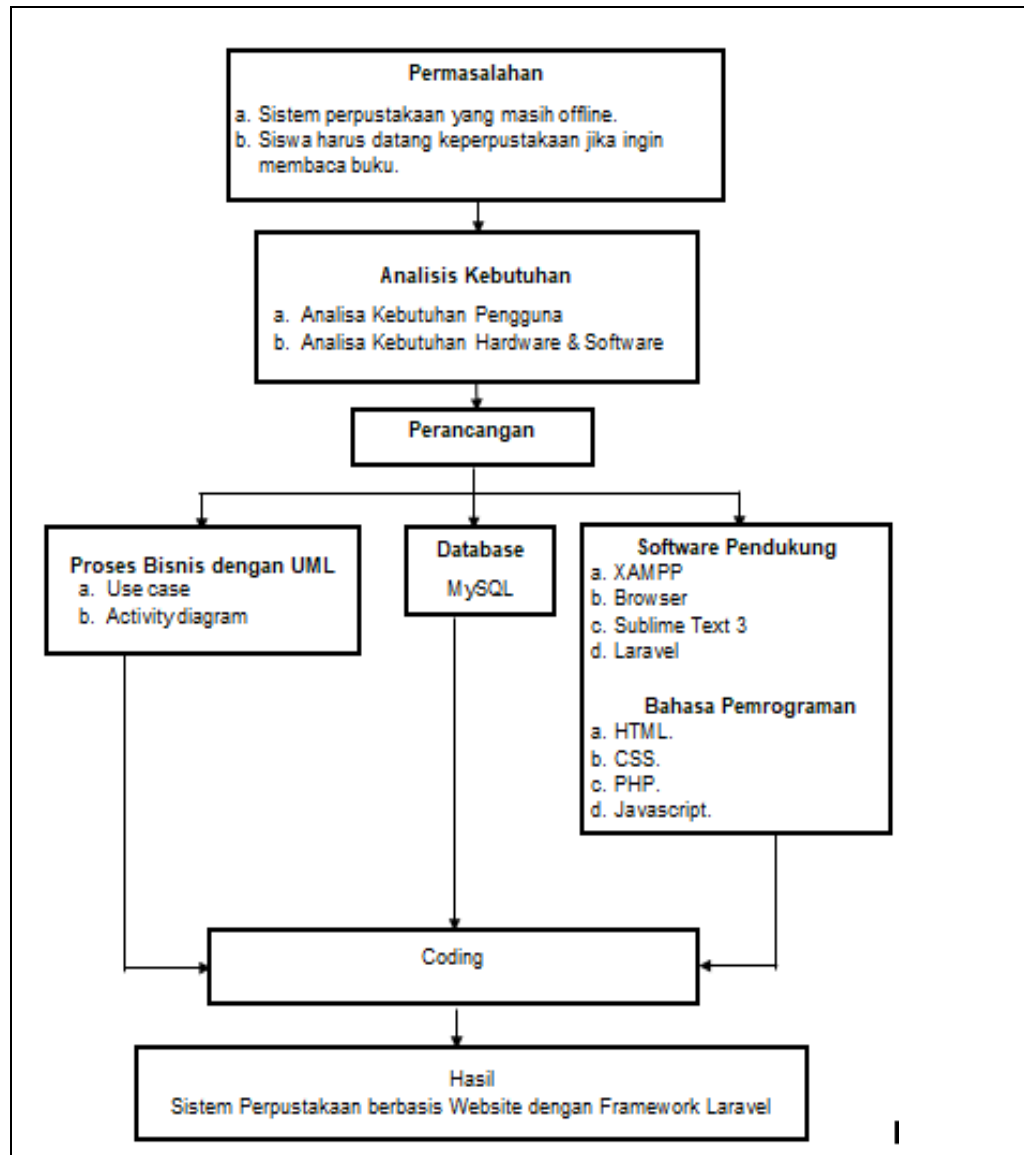 Permasalahan
a. Sistem perpustakaan yang masih offline.
b. Siswa harus datang keperpustakaan jika ingin
membaca buku.
Analisis Kebutuhan
a. Analisa Kebutuhan Pengguna
b. Analisa Kebutuhan Hardware & Software
Perancangan
Proses Bisnis dengan UML
a. Use case
b. Activity diagram
Database
MySQL
Software Pendukung
a. XAMPP
b. Browser
c. Sublime Text 3
d. Laravel
Bahasa Pemrograman
a. HTML.
b. CSS.
c. PHP.
d. Javascript.
Coding
Hasil
Sistem Perpustakaan berbasis Website dengan Framework Laravel